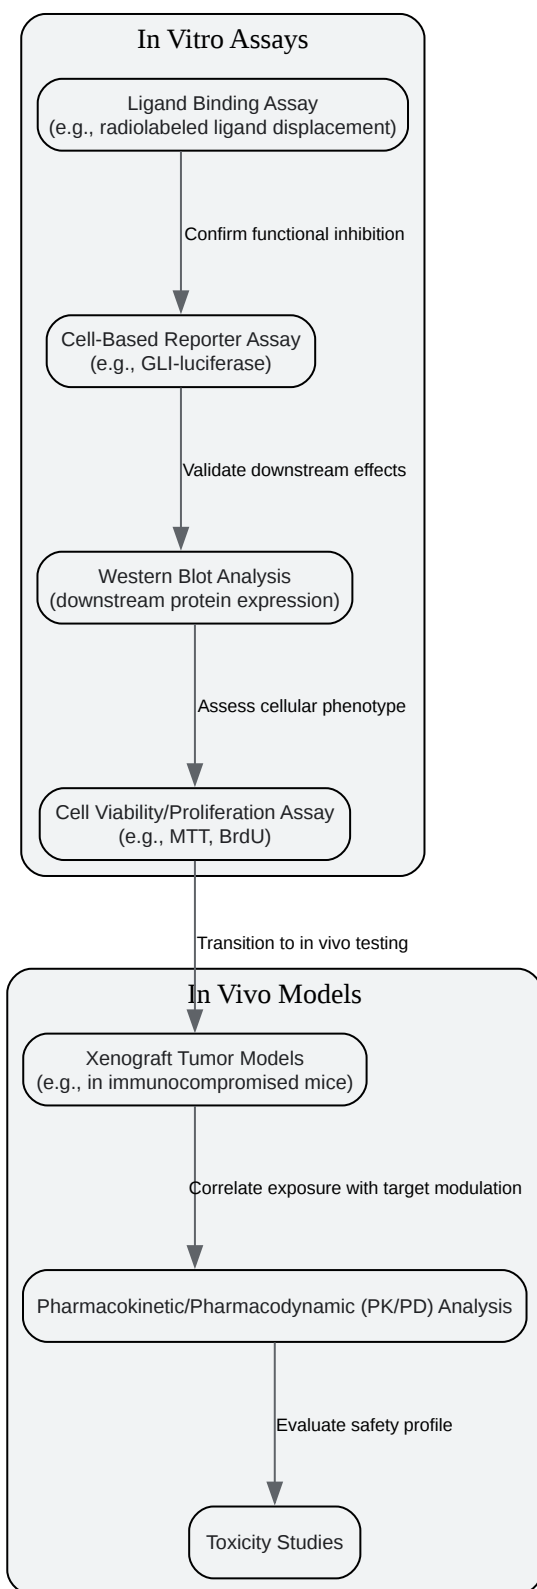 In Vitro Assays
Ligand Binding Assay
(e.g., radiolabeled ligand displacement)
Confirm functional inhibition
Cell-Based Reporter Assay
(e.g., GLI-luciferase)
Validate downstream effects
Western Blot Analysis
(downstream protein expression)
Assess cellular phenotype
Cell Viability/Proliferation Assay
(e.g., MTT, BrdU)
Transition to in vivo testing
In Vivo Models
Xenograft Tumor Models
(e.g., in immunocompromised mice)
Correlate exposure with target modulation
Pharmacokinetic/Pharmacodynamic (PK/PD) Analysis
Evaluate safety profile
Toxicity Studies